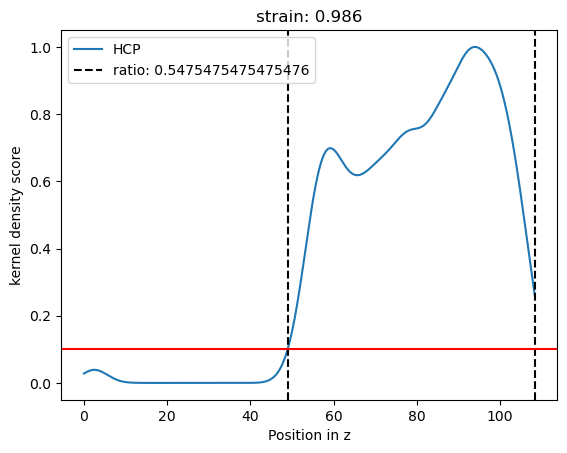 strain: 0.986
HCP
ratio: 0.5475475475475476
kernel density score
1.0
0.8
0.6
0.4
0.2
0.0
0 20 40 60 80 100
Position in z